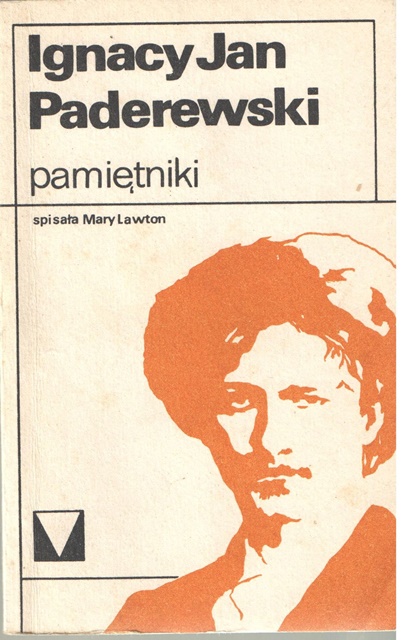 Ignacy Jan
Paderewski
pamiętniki
spisała Mary Lawton